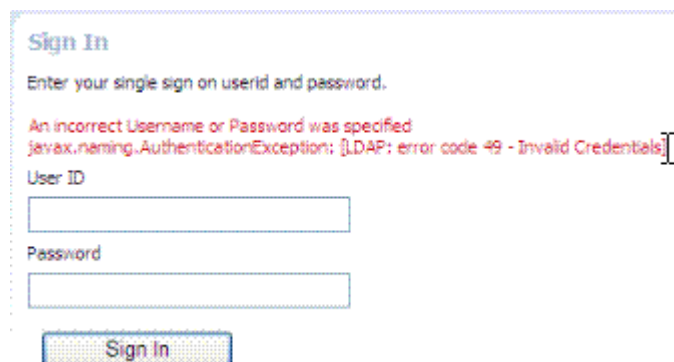 Sign In
Enter your single sign on userid and password.
An incorrect Username or Password was specified
javax.naming.AuthenticationException: [LDAP: error code 49 - Invalid Credentials]
User ID
Password
Sign In